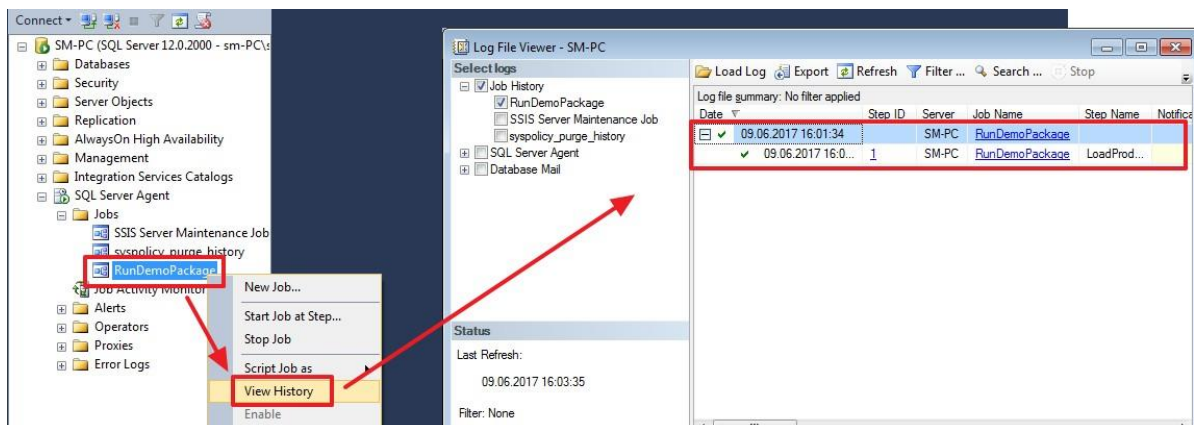 Connect
SM-PC (SQL Server 12.0.2000 - sm-PC\s
Databases
Security
Server Objects
Replication
AlwaysOn High Availability
Management
Integration Services Catalogs
SQL Server Agent
Jobs
SSIS Server Maintenance Job
syspolicy_purge_history
RunDemoPackage
Job Activity Monitor
Alerts
Operators
Proxies
Error Logs
New Job...
Start Job at Step...
Stop Job
Script Job as
View History
Enable
Log File Viewer - SM-PC
Select logs
Job History
RunDemoPackage
SSIS Server Maintenance Job
syspolicy_purge_history
SQL Server Agent
Database Mail
Status
Last Refresh:
09.06.2017 16:03:35
Filter: None
Load Log Export Refresh Filter ... Search ... Stop
Log file summary: No filter applied
Date Step ID Server Job Name Step Name Notifica
09.06.2017 16:01:34 SM-PC RunDemoPackage
09.06.2017 16:0... 1 SM-PC RunDemoPackage LoadProd...